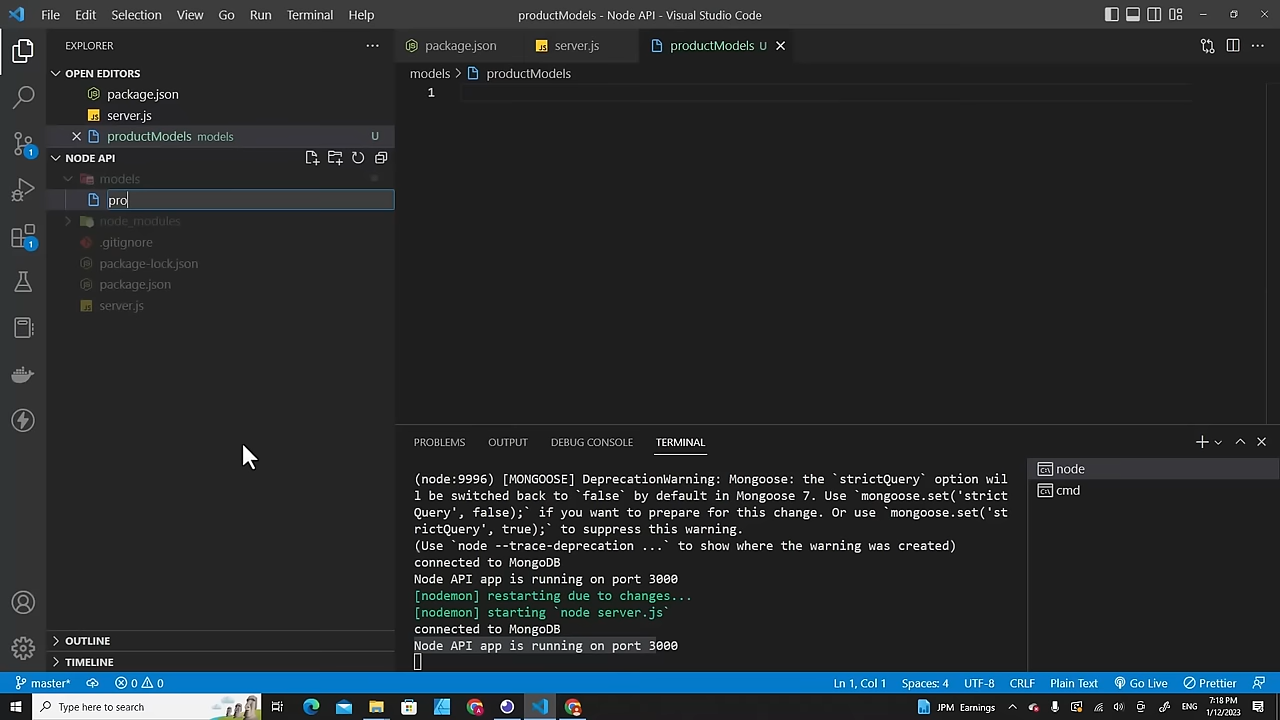 File Edit Selection View Go Run Terminal Help
productModels - Node API - Visual Studio Code
EXPLORER
package.json
server.js
productModels U
OPEN EDITORS
package.json
server.js
productModels models U
models > productModels
1
NODE API
models
pro
node_modules
.gitignore
package-lock.json
package.json
server.js
OUTLINE
TIMELINE
1
1
PROBLEMS OUTPUT DEBUG CONSOLE TERMINAL
(node:9996) [MONGOOSE] DeprecationWarning: Mongoose: the `strictQuery` option wil
l be switched back to `false` by default in Mongoose 7. Use `mongoose.set('strict
Query', false);` if you want to prepare for this change. Or use `mongoose.set('st
rictQuery', true);` to suppress this warning.
(Use `node --trace-deprecation ...` to show where the warning was created)
connected to MongoDB
Node API app is running on port 3000
[nodemon] restarting due to changes...
[nodemon] starting `node server.js`
connected to MongoDB
Node API app is running on port 3000
node
cmd
master* 0 0
Ln 1, Col 1 Spaces: 4 UTF-8 CRLF Plain Text Go Live Prettier
Type here to search
JPM Earnings
ENG
7:18 PM
1/12/2023